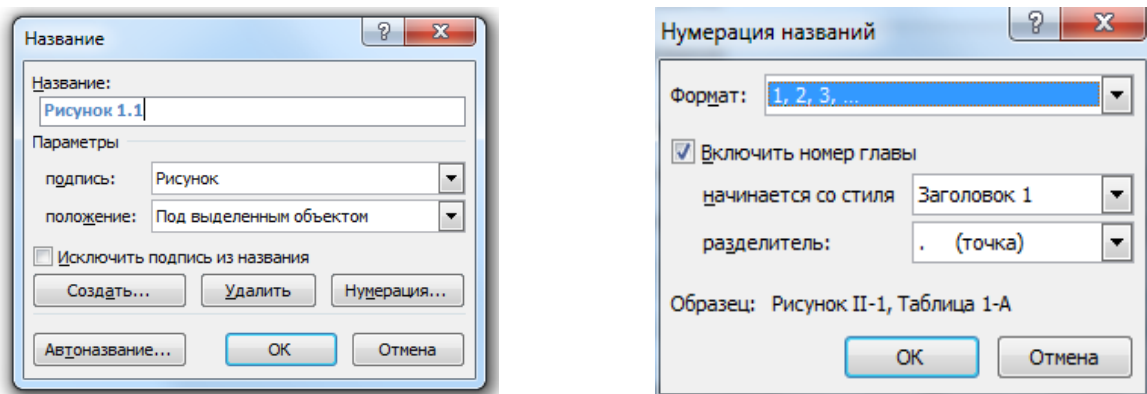 Название
Название:
Рисунок 1.1
Параметры
подпись: Рисунок
положение: Под выделенным объектом
Исключить подпись из названия
Создать... Удалить Нумерация...
Автоназвание... ОК Отмена
Нумерация названий
Формат: 1, 2, 3, ...
Включить номер главы
начинается со стиля Заголовок 1
разделитель: . (точка)
Образец: Рисунок II-1, Таблица 1-A
ОК Отмена